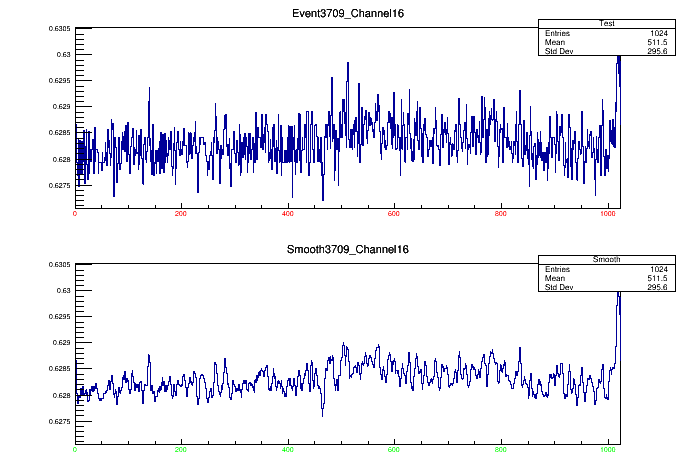 Event3709_Channel16
Test
Entries 1024
Mean 511.5
Std Dev 295.6
0.6305
0.63
0.6295
0.629
0.6285
0.628
0.6275
0 200 400 600 800 1000
Smooth3709_Channel16
Smooth
Entries 1024
Mean 511.5
Std Dev 295.6
0.6305
0.63
0.6295
0.629
0.6285
0.628
0.6275
0 200 400 600 800 1000